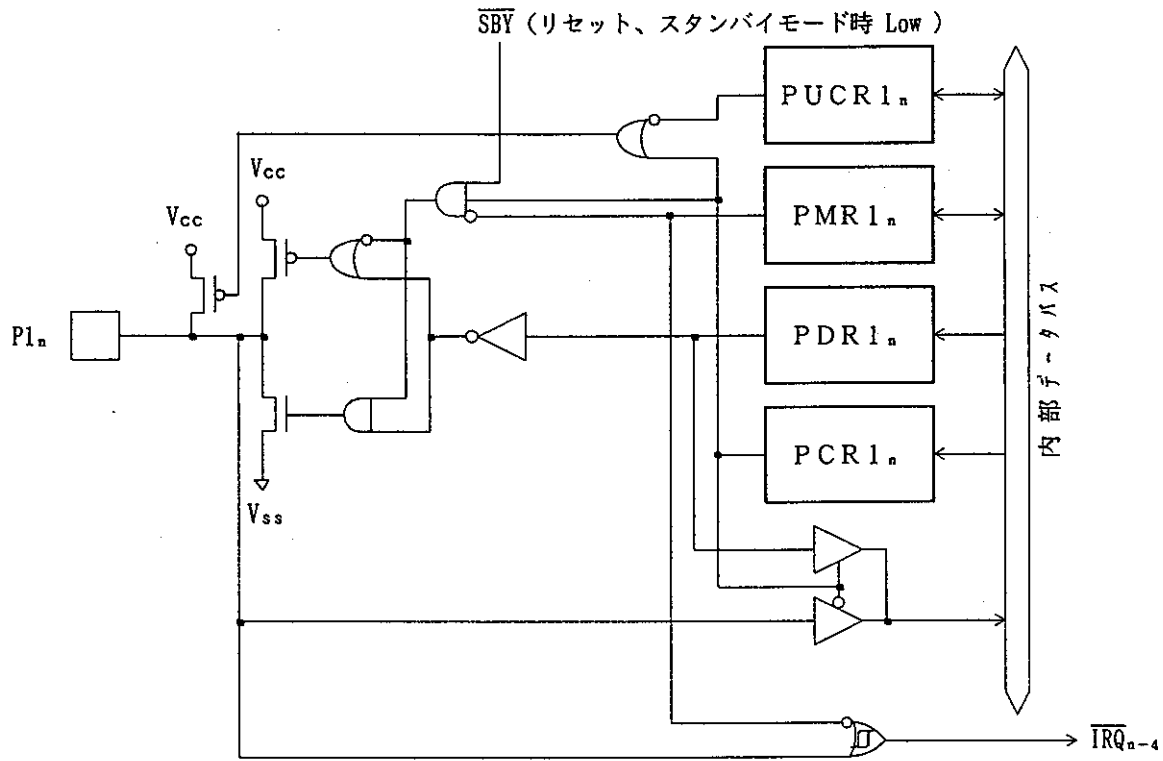 SBY (リセット、スタンバイモード時 Low )
PUCR1n
Vcc
Vcc
PMR1n
P1n
PDR1n
内部データバス
PCR1n
Vss
IRQn-4